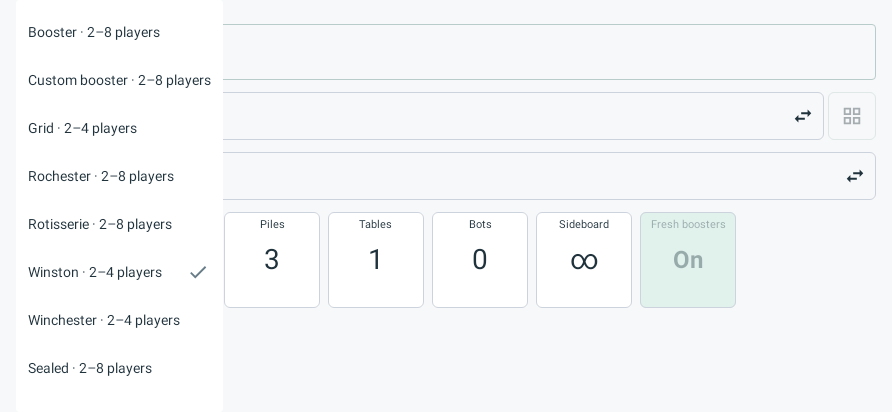 Booster · 2–8 players
Custom booster · 2–8 players
Grid · 2–4 players
Rochester · 2–8 players
Rotisserie · 2–8 players
Winston · 2–4 players
Winchester · 2–4 players
Sealed · 2–8 players
Piles
3
Tables
1
Bots
0
Sideboard
∞
Fresh boosters
On